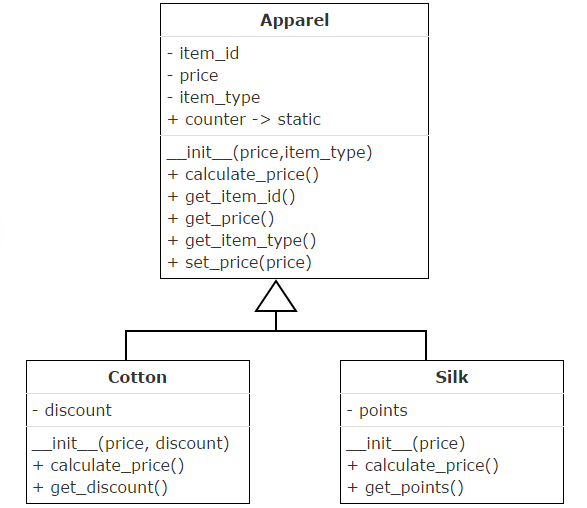 Apparel
- item_id
- price
- item_type
+ counter -> static
__init__(price,item_type)
+ calculate_price()
+ get_item_id()
+ get_price()
+ get_item_type()
+ set_price(price)
Cotton
- discount
__init__(price, discount)
+ calculate_price()
+ get_discount()
Silk
- points
__init__(price)
+ calculate_price()
+ get_points()